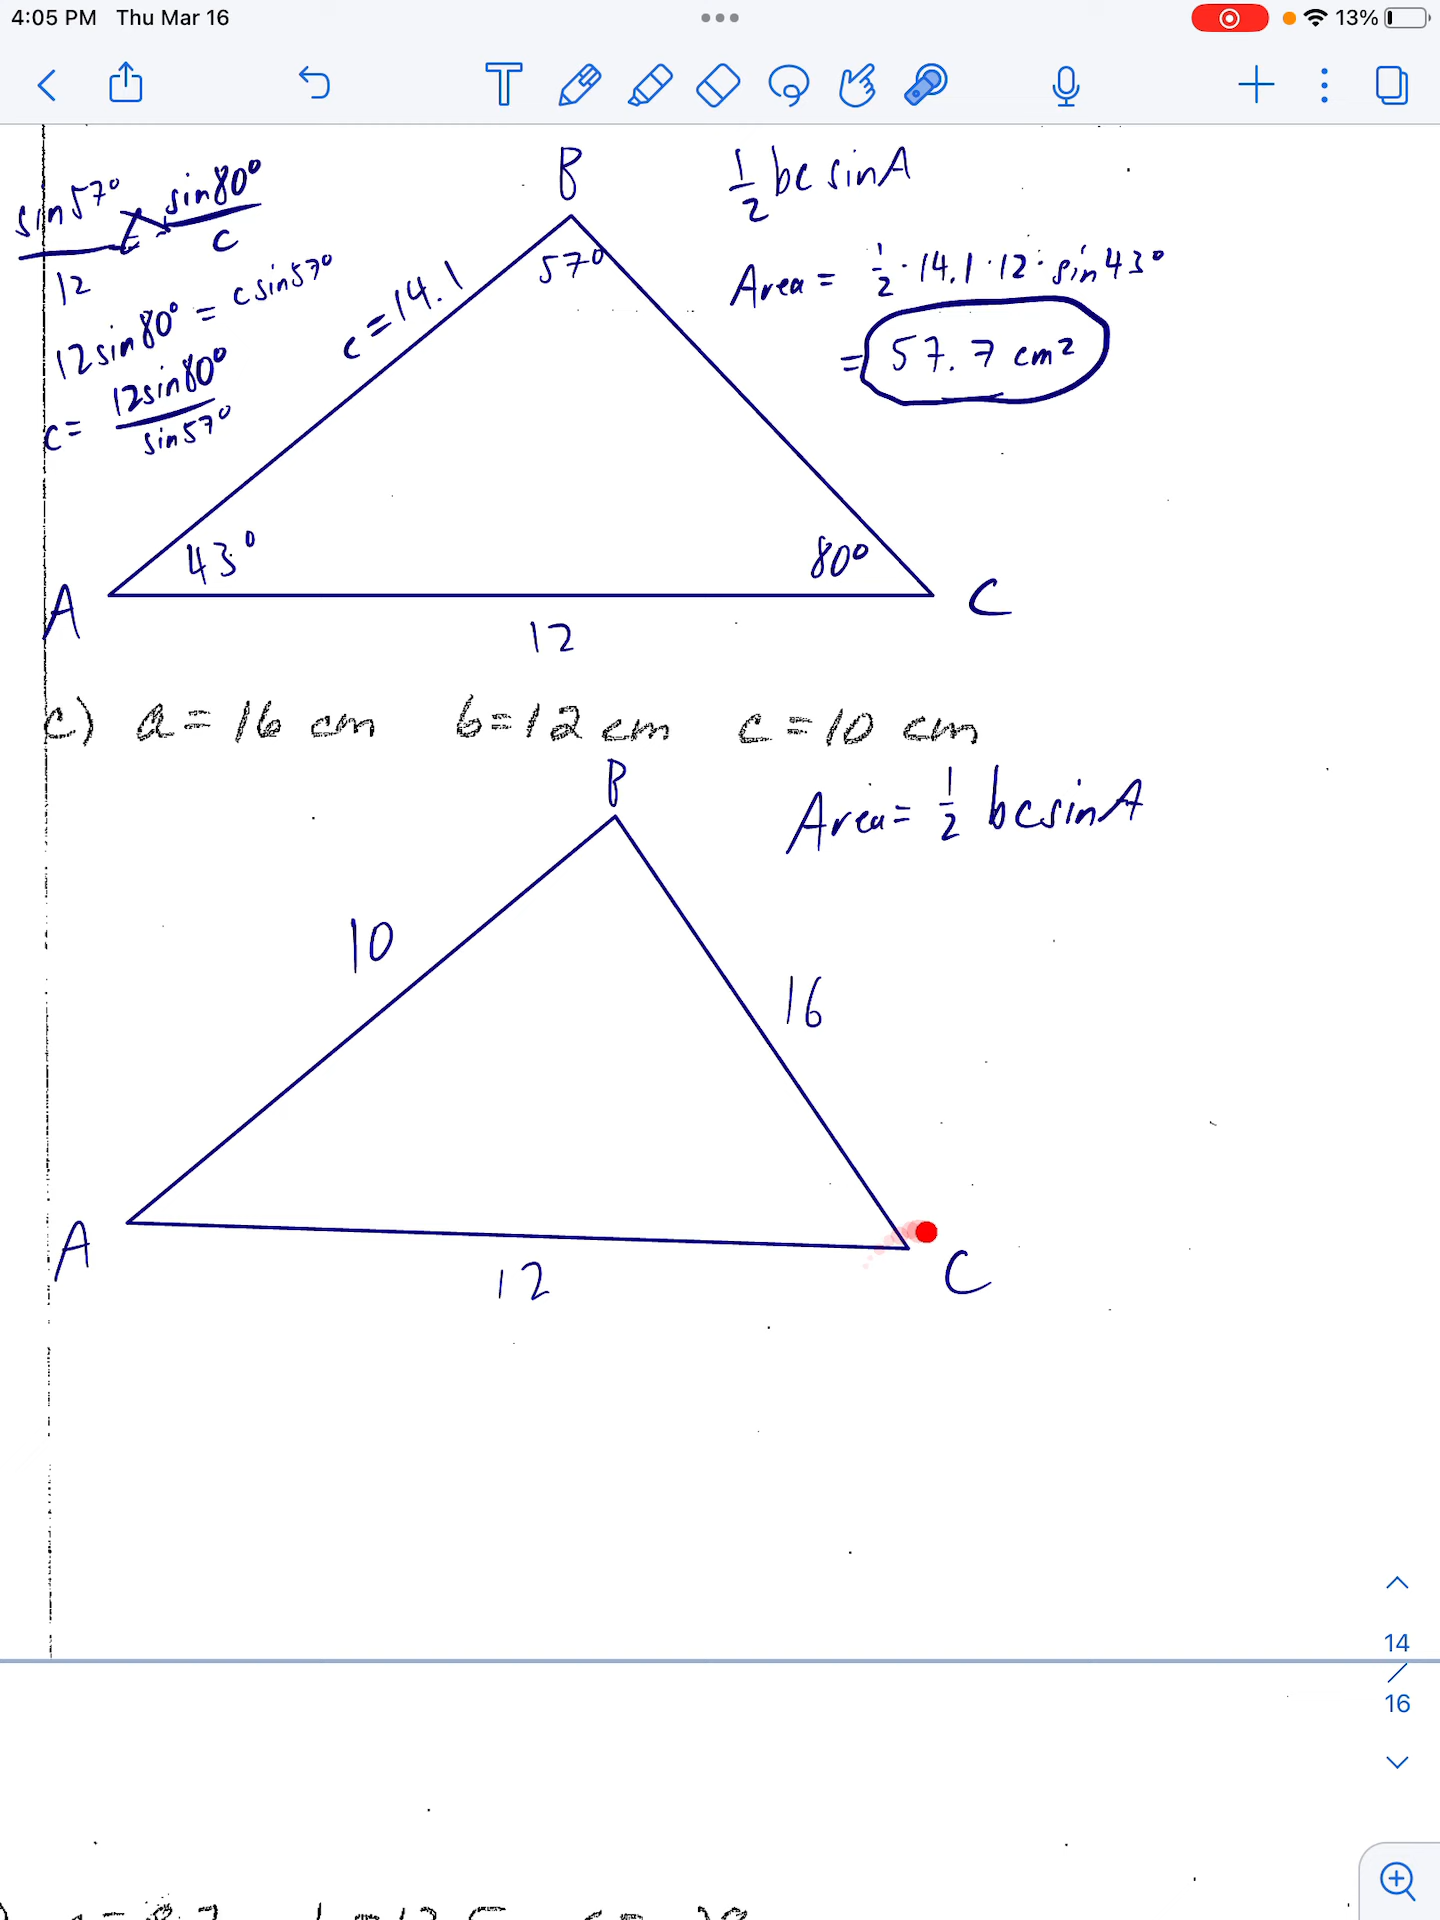 4:05 PM Thu Mar 16
13%
sin57° sin80°
12 c
12sin80° = c sin57°
c= 12sin80°
sin57°
B
57°
c=14.1
43°
80°
A
C
12
1/2 bc sinA
Area = 1/2 · 14.1 · 12 · sin43°
= 57.7 cm²
c) a=16 cm b=12 cm c=10 cm
B
Area= 1/2 bcsinA
10
16
A
12
C
14
16